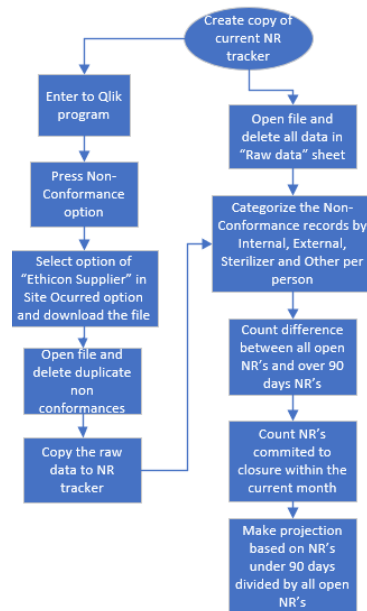 Create copy of
current NR
tracker
Enter to Qlik
program
Press Non-
Conformance
option
Select option of
"Ethicon Supplier" in
Site Ocurred option
and download the file
Open file and
delete duplicate
non
conformances
Copy the raw
data to NR
tracker
Open file and
delete all data in
"Raw data" sheet
Categorize the Non-
Conformance records by
Internal, External,
Sterilizer and Other per
person
Count difference
between all open
NR's and over 90
days NR's
Count NR's
commited to
closure within the
current month
Make projection
based on NR's
under 90 days
divided by all open
NR's